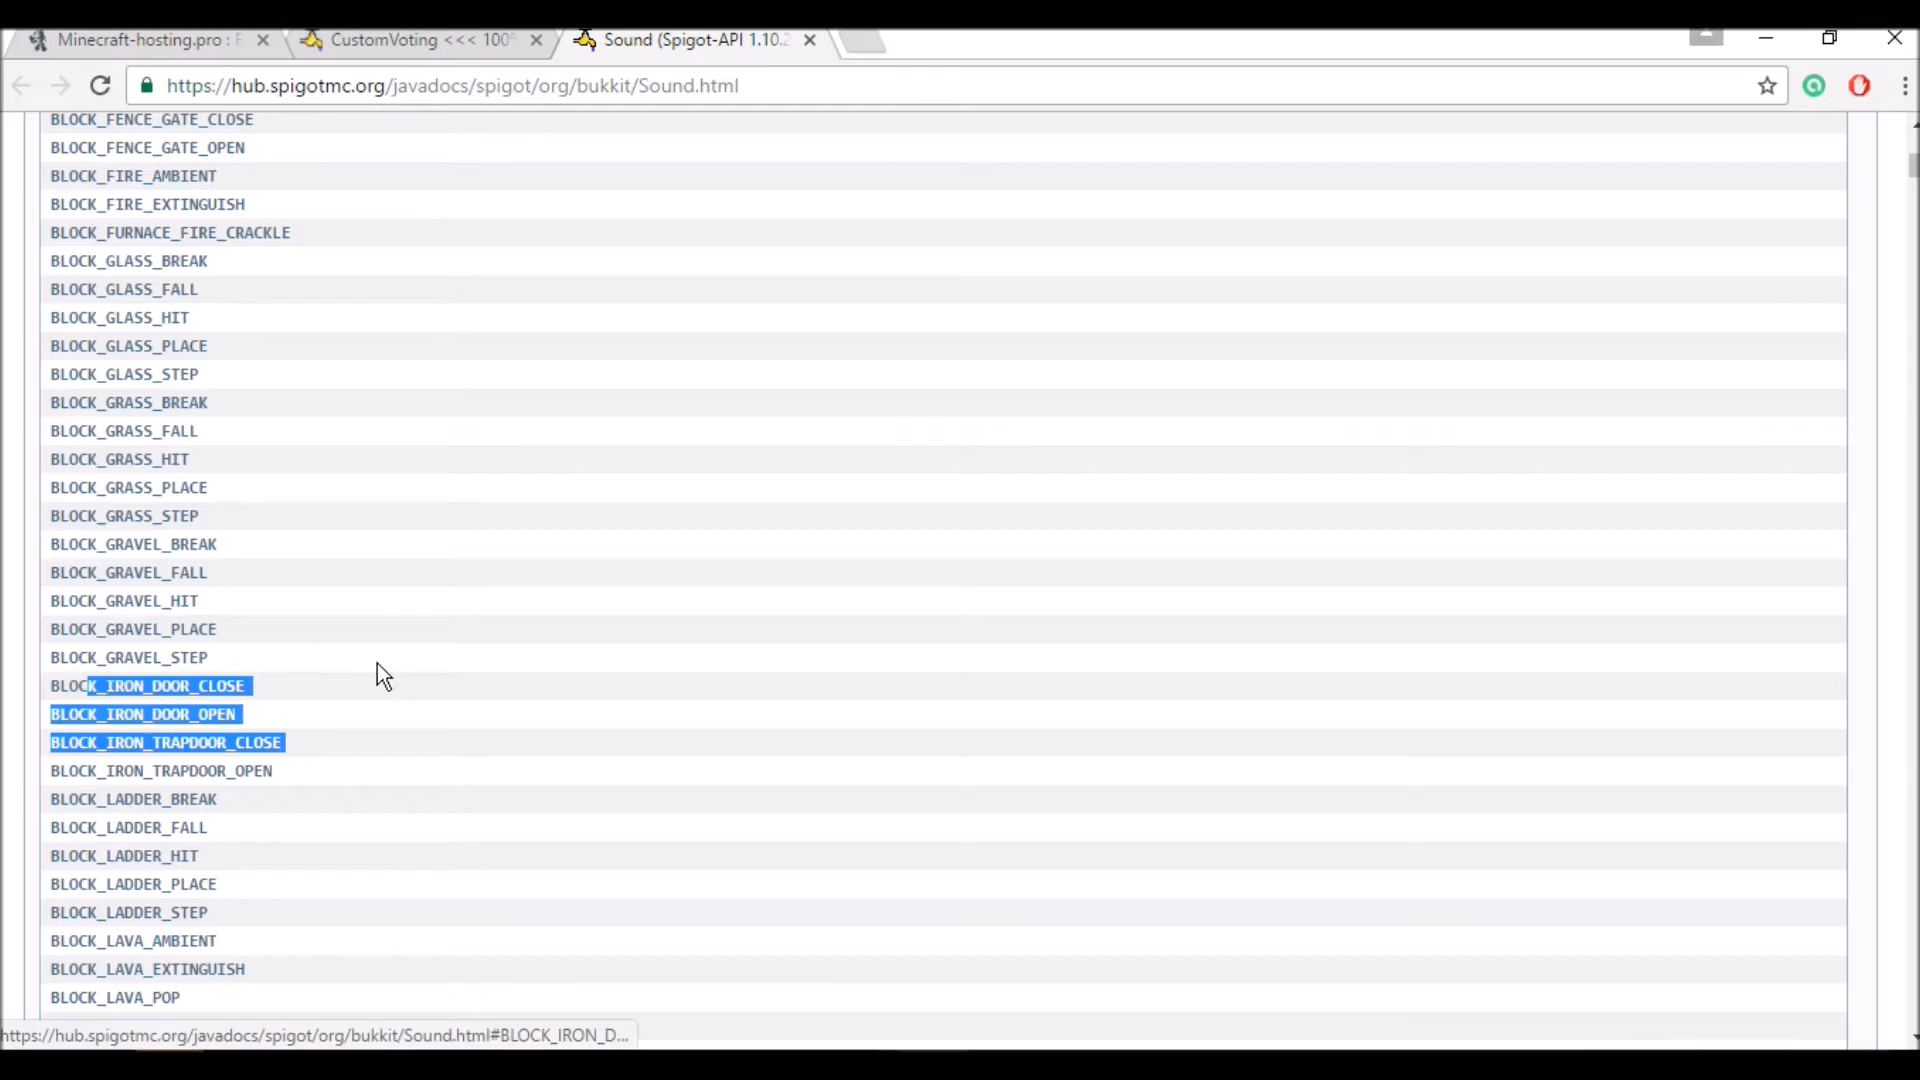 Minecraft-hosting.pro : F
CustomVoting <<< 100%
Sound (Spigot-API 1.10.2
https://hub.spigotmc.org/javadocs/spigot/org/bukkit/Sound.html
BLOCK_FENCE_GATE_CLOSE
BLOCK_FENCE_GATE_OPEN
BLOCK_FIRE_AMBIENT
BLOCK_FIRE_EXTINGUISH
BLOCK_FURNACE_FIRE_CRACKLE
BLOCK_GLASS_BREAK
BLOCK_GLASS_FALL
BLOCK_GLASS_HIT
BLOCK_GLASS_PLACE
BLOCK_GLASS_STEP
BLOCK_GRASS_BREAK
BLOCK_GRASS_FALL
BLOCK_GRASS_HIT
BLOCK_GRASS_PLACE
BLOCK_GRASS_STEP
BLOCK_GRAVEL_BREAK
BLOCK_GRAVEL_FALL
BLOCK_GRAVEL_HIT
BLOCK_GRAVEL_PLACE
BLOCK_GRAVEL_STEP
BLOCK_IRON_DOOR_CLOSE
BLOCK_IRON_DOOR_OPEN
BLOCK_IRON_TRAPDOOR_CLOSE
BLOCK_IRON_TRAPDOOR_OPEN
BLOCK_LADDER_BREAK
BLOCK_LADDER_FALL
BLOCK_LADDER_HIT
BLOCK_LADDER_PLACE
BLOCK_LADDER_STEP
BLOCK_LAVA_AMBIENT
BLOCK_LAVA_EXTINGUISH
BLOCK_LAVA_POP
https://hub.spigotmc.org/javadocs/spigot/org/bukkit/Sound.html#BLOCK_IRON_D...